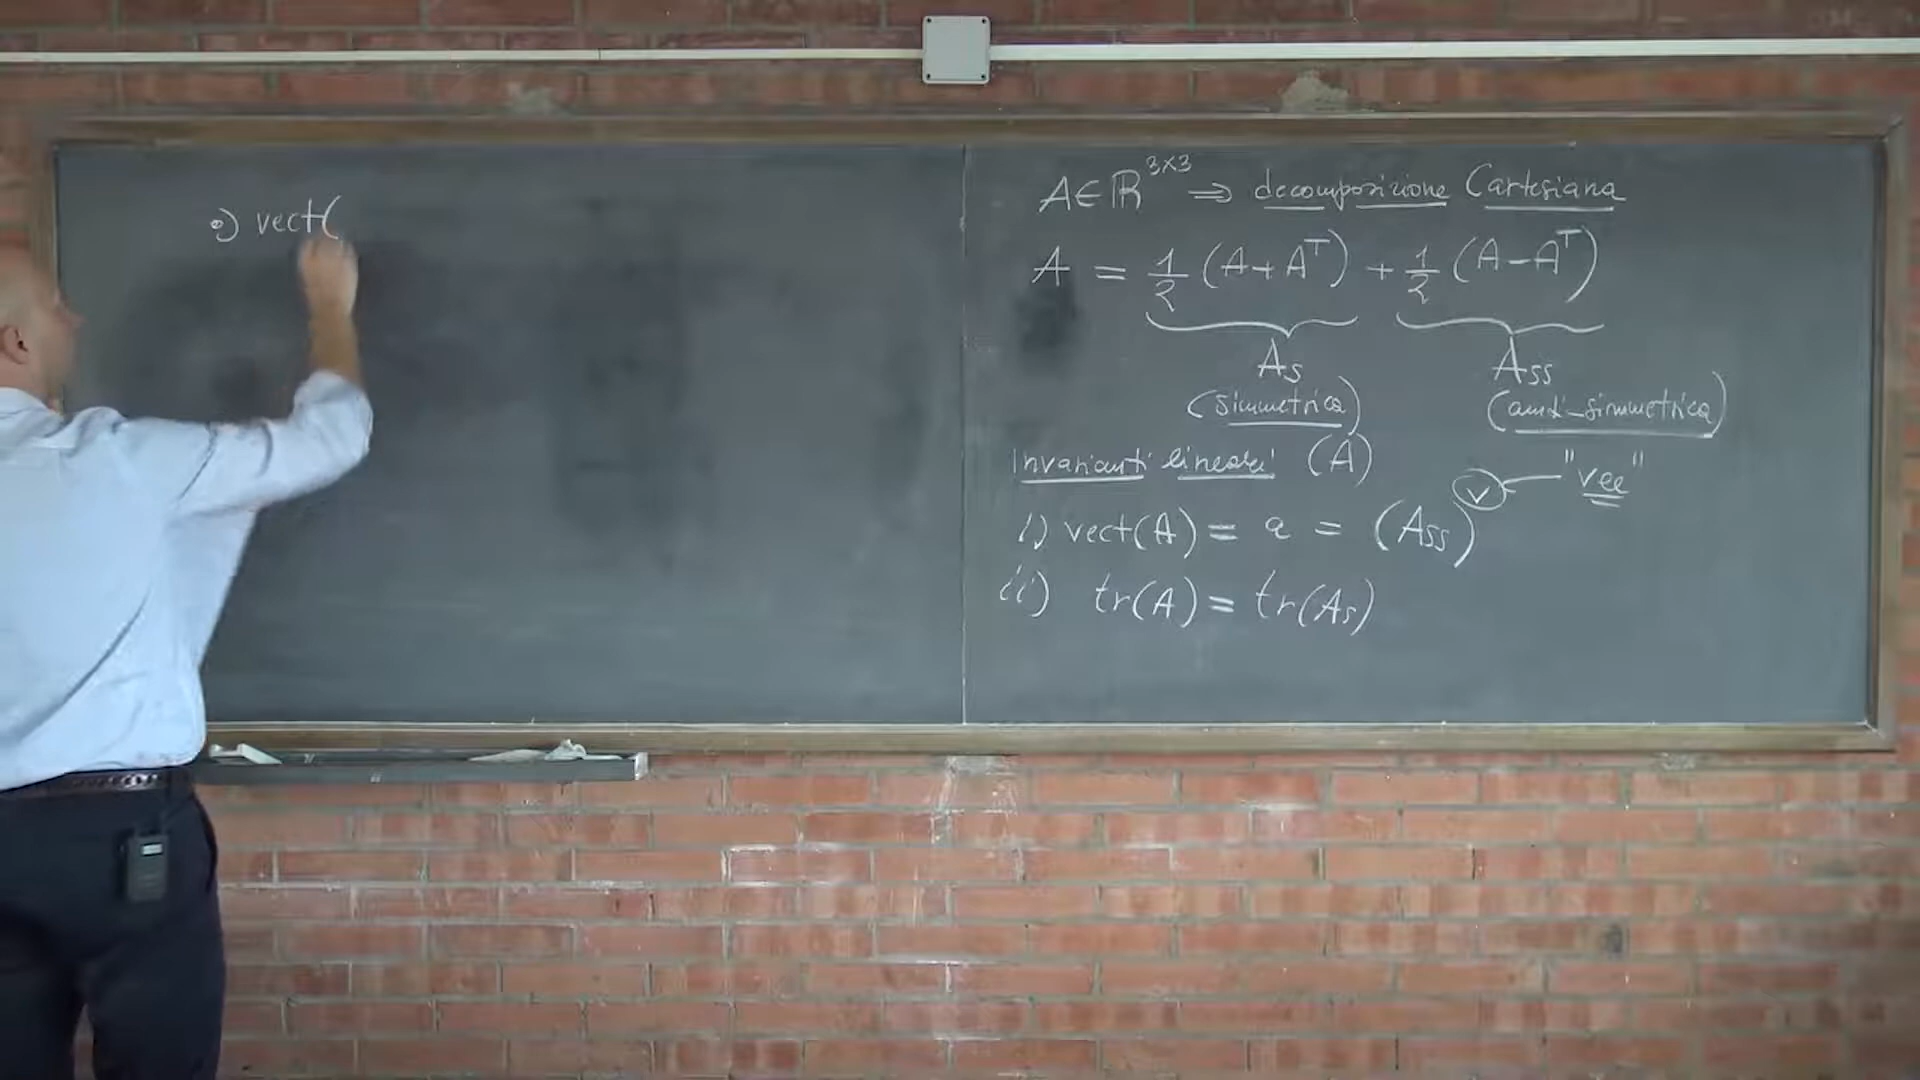 •) vect(
A∈ℝ^{3×3} ⇒ decomposizione Cartesiana
A = 1/2 (A+A^T) + 1/2 (A-A^T)
A_S A_SS
(simmetrica) (anti-simmetrica)
Invarianti lineari (A)
"vee"
i) vect(A) = a = (A_SS)^∨
ii) tr(A) = tr(A_S)